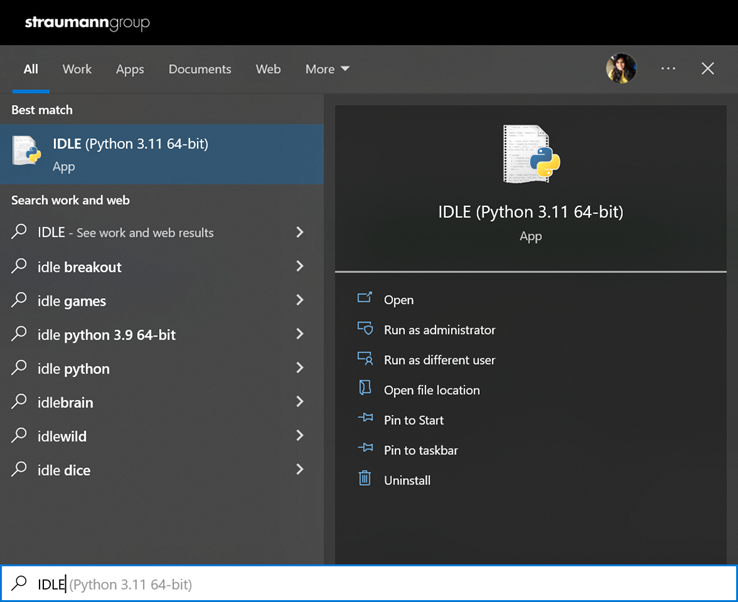 straumanngroup
All Work Apps Documents Web More
Best match
IDLE (Python 3.11 64-bit)
App
Search work and web
IDLE - See work and web results
idle breakout
idle games
idle python 3.9 64-bit
idle python
idlebrain
idlewild
idle dice
IDLE (Python 3.11 64-bit)
App
Open
Run as administrator
Run as different user
Open file location
Pin to Start
Pin to taskbar
Uninstall
IDLE (Python 3.11 64-bit)